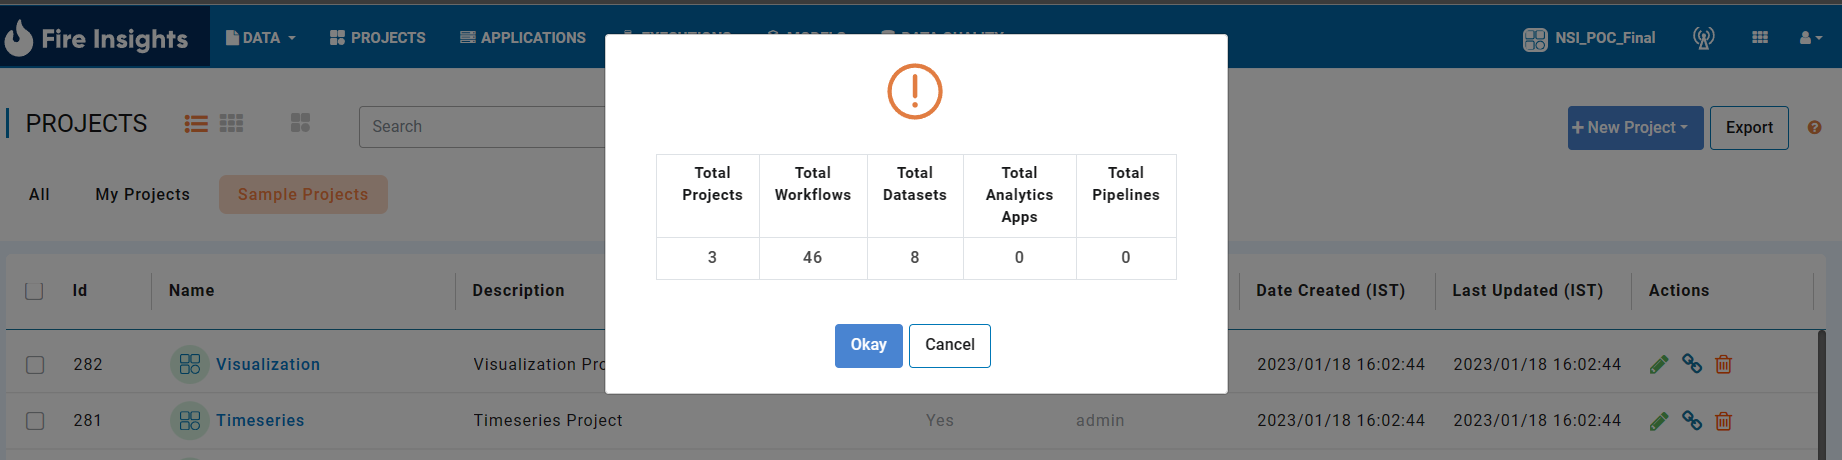 Fire Insights DATA PROJECTS APPLICATIONS EXECUTIONS MODELS DATA QUALITY NSI_POC_Final
PROJECTS Search + New Project Export
All My Projects Sample Projects
Total Projects Total Workflows Total Datasets Total Analytics Apps Total Pipelines
3 46 8 0 0
Okay Cancel
Id Name Description Date Created (IST) Last Updated (IST) Actions
282 Visualization Visualization Pro 2023/01/18 16:02:44 2023/01/18 16:02:44
281 Timeseries Timeseries Project Yes admin 2023/01/18 16:02:44 2023/01/18 16:02:44